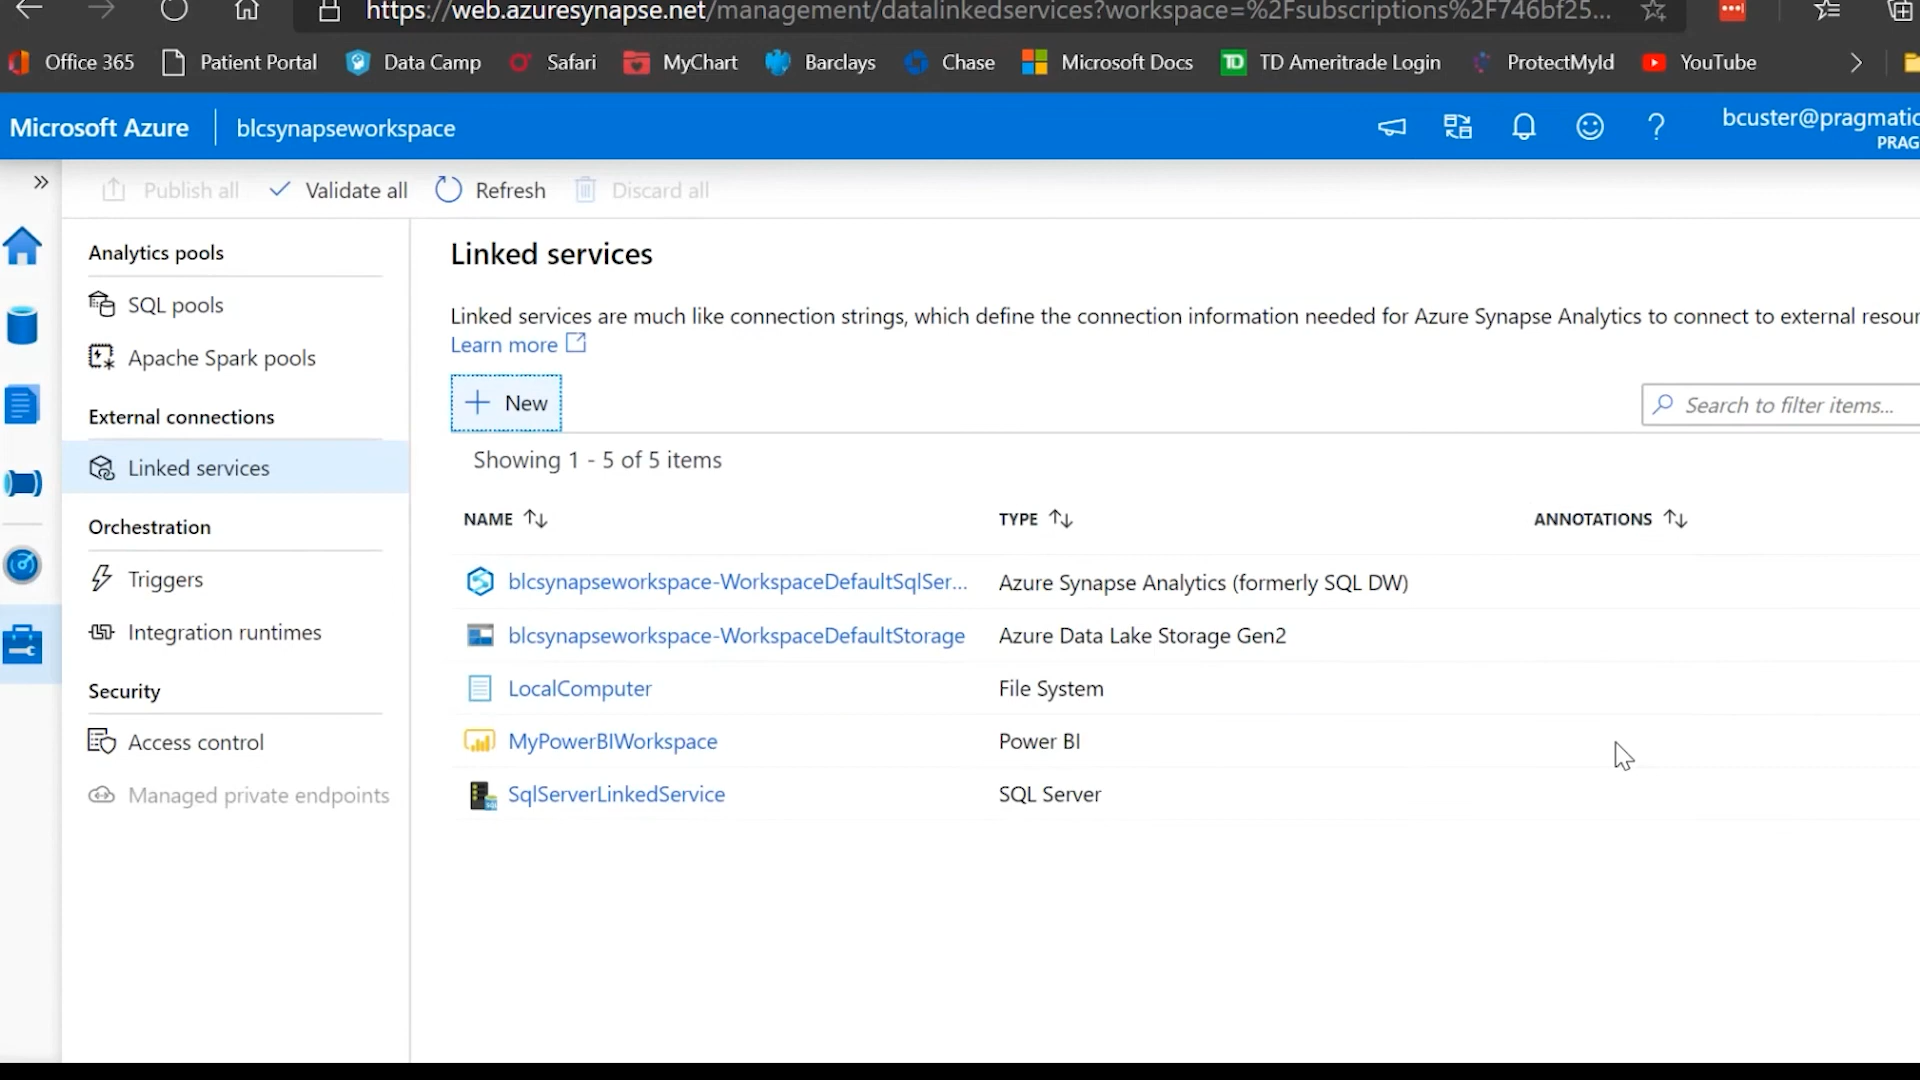 https://web.azuresynapse.net/management/datalinkedservices?workspace=%2Fsubscriptions%2F746bf25...
Office 365 Patient Portal Data Camp Safari MyChart Barclays Chase Microsoft Docs TD TD Ameritrade Login ProtectMyId YouTube
Microsoft Azure blcsynapseworkspace
bcuster@pragmatic
PRAG
Publish all Validate all Refresh Discard all
Analytics pools
SQL pools
Apache Spark pools
External connections
Linked services
Orchestration
Triggers
Integration runtimes
Security
Access control
Managed private endpoints
Linked services
Linked services are much like connection strings, which define the connection information needed for Azure Synapse Analytics to connect to external resour
Learn more
New
Search to filter items...
Showing 1 - 5 of 5 items
NAME TYPE ANNOTATIONS
blcsynapseworkspace-WorkspaceDefaultSqlSer... Azure Synapse Analytics (formerly SQL DW)
blcsynapseworkspace-WorkspaceDefaultStorage Azure Data Lake Storage Gen2
LocalComputer File System
MyPowerBIWorkspace Power BI
SqlServerLinkedService SQL Server